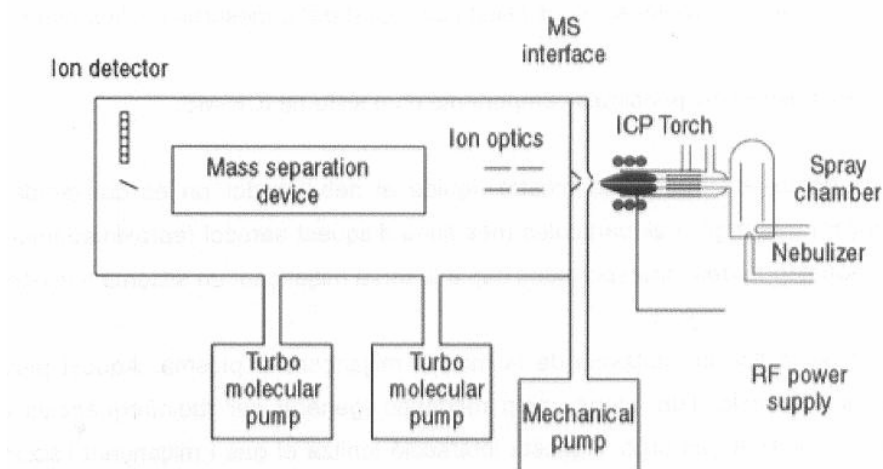 MS
interface
Ion detector
Ion optics
ICP Torch
Mass separation
device
Spray
chamber
Nebulizer
Turbo
molecular
pump
Turbo
molecular
pump
Mechanical
pump
RF power
supply